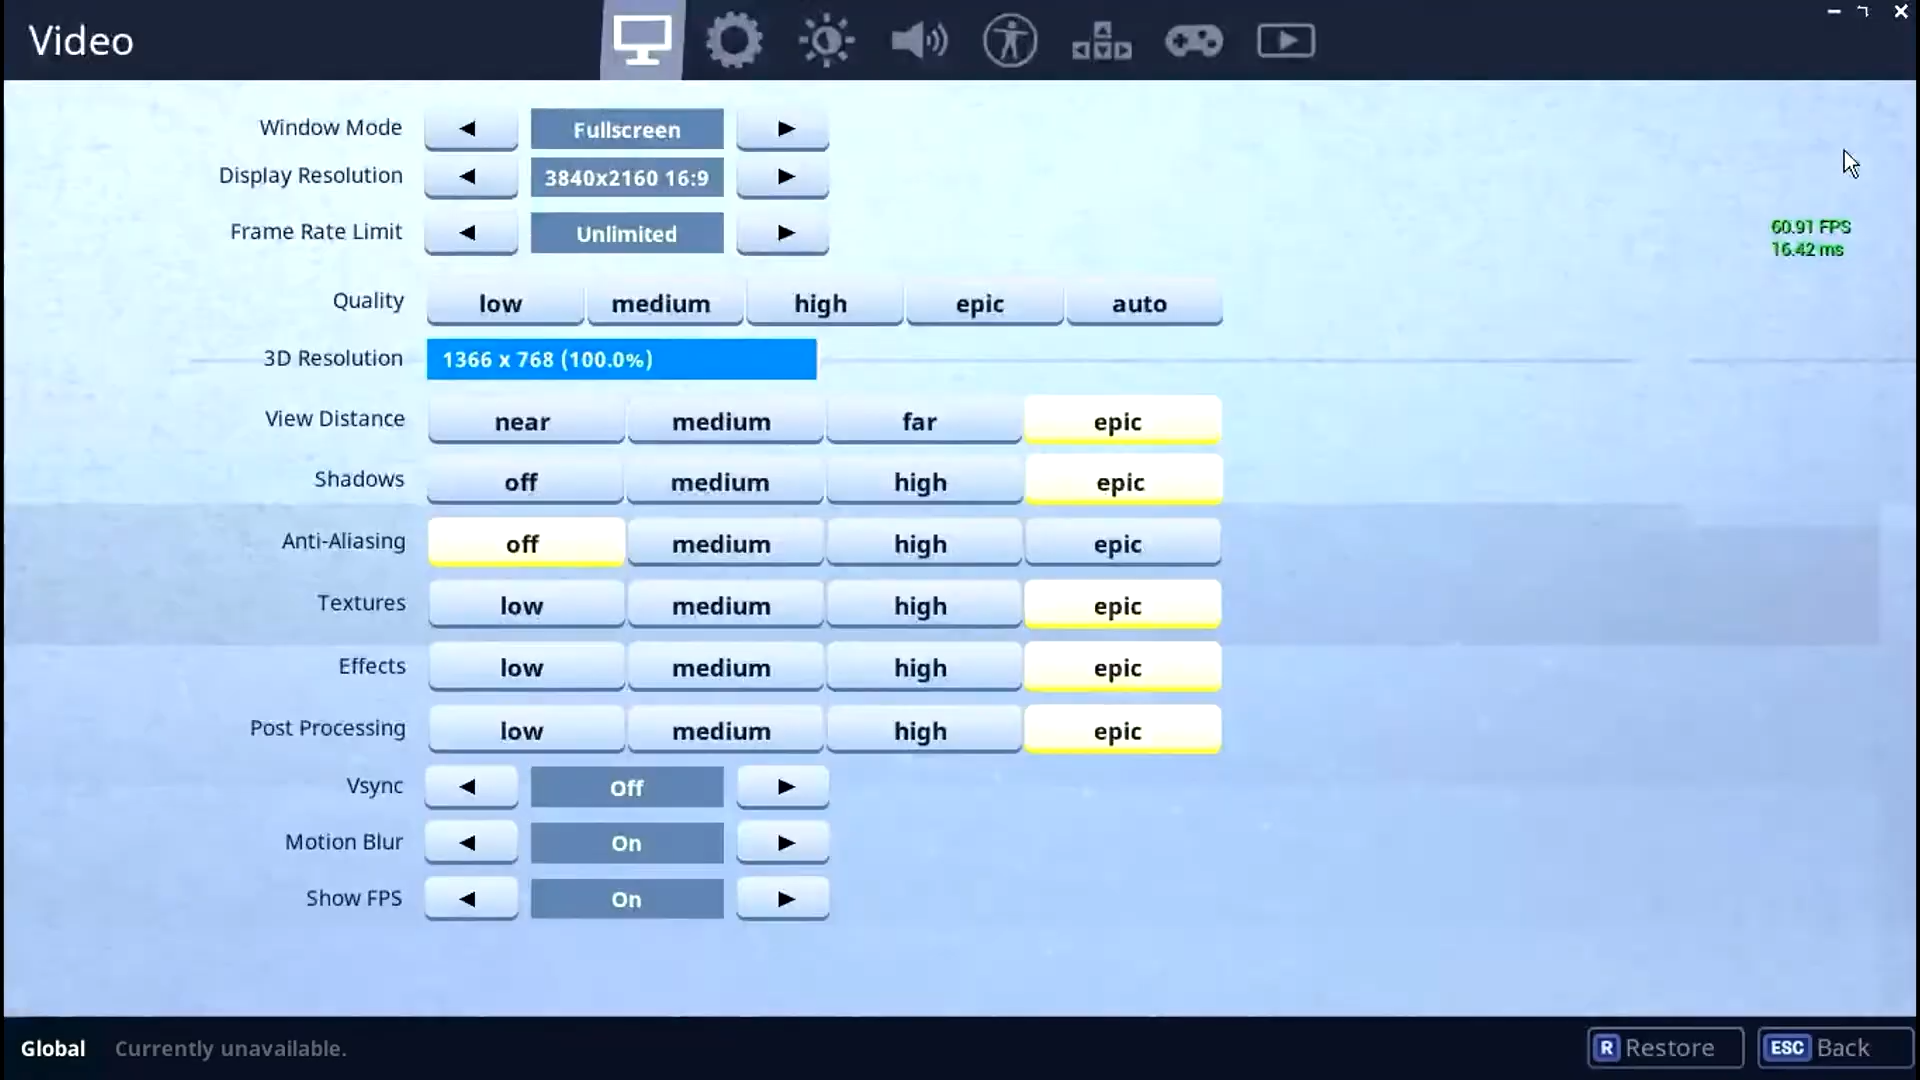 Video
Window Mode Fullscreen
Display Resolution 3840x2160 16:9
Frame Rate Limit Unlimited
60.91 FPS
16.42 ms
Quality low medium high epic auto
3D Resolution 1366 x 768 (100.0%)
View Distance near medium far epic
Shadows off medium high epic
Anti-Aliasing off medium high epic
Textures low medium high epic
Effects low medium high epic
Post Processing low medium high epic
Vsync Off
Motion Blur On
Show FPS On
Global Currently unavailable. R Restore ESC Back